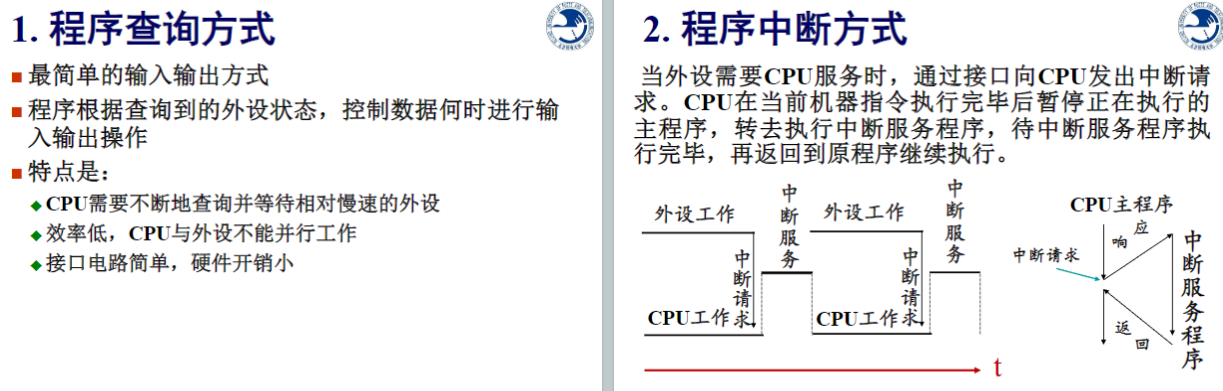 1. 程序查询方式
最简单的输入输出方式
程序根据查询到的外设状态，控制数据何时进行输
入输出操作
特点是：
CPU需要不断地查询并等待相对慢速的外设
效率低，CPU与外设不能并行工作
接口电路简单，硬件开销小
2. 程序中断方式
当外设需要CPU服务时，通过接口向CPU发出中断请
求。CPU在当前机器指令执行完毕后暂停正在执行的
主程序，转去执行中断服务程序，待中断服务程序执
行完毕，再返回到原程序继续执行。
外设工作
中断服务
外设工作
中断服务
中断请求
中断请求
CPU工作
CPU工作
t
CPU主程序
响应
中断请求
中断服务程序
返回